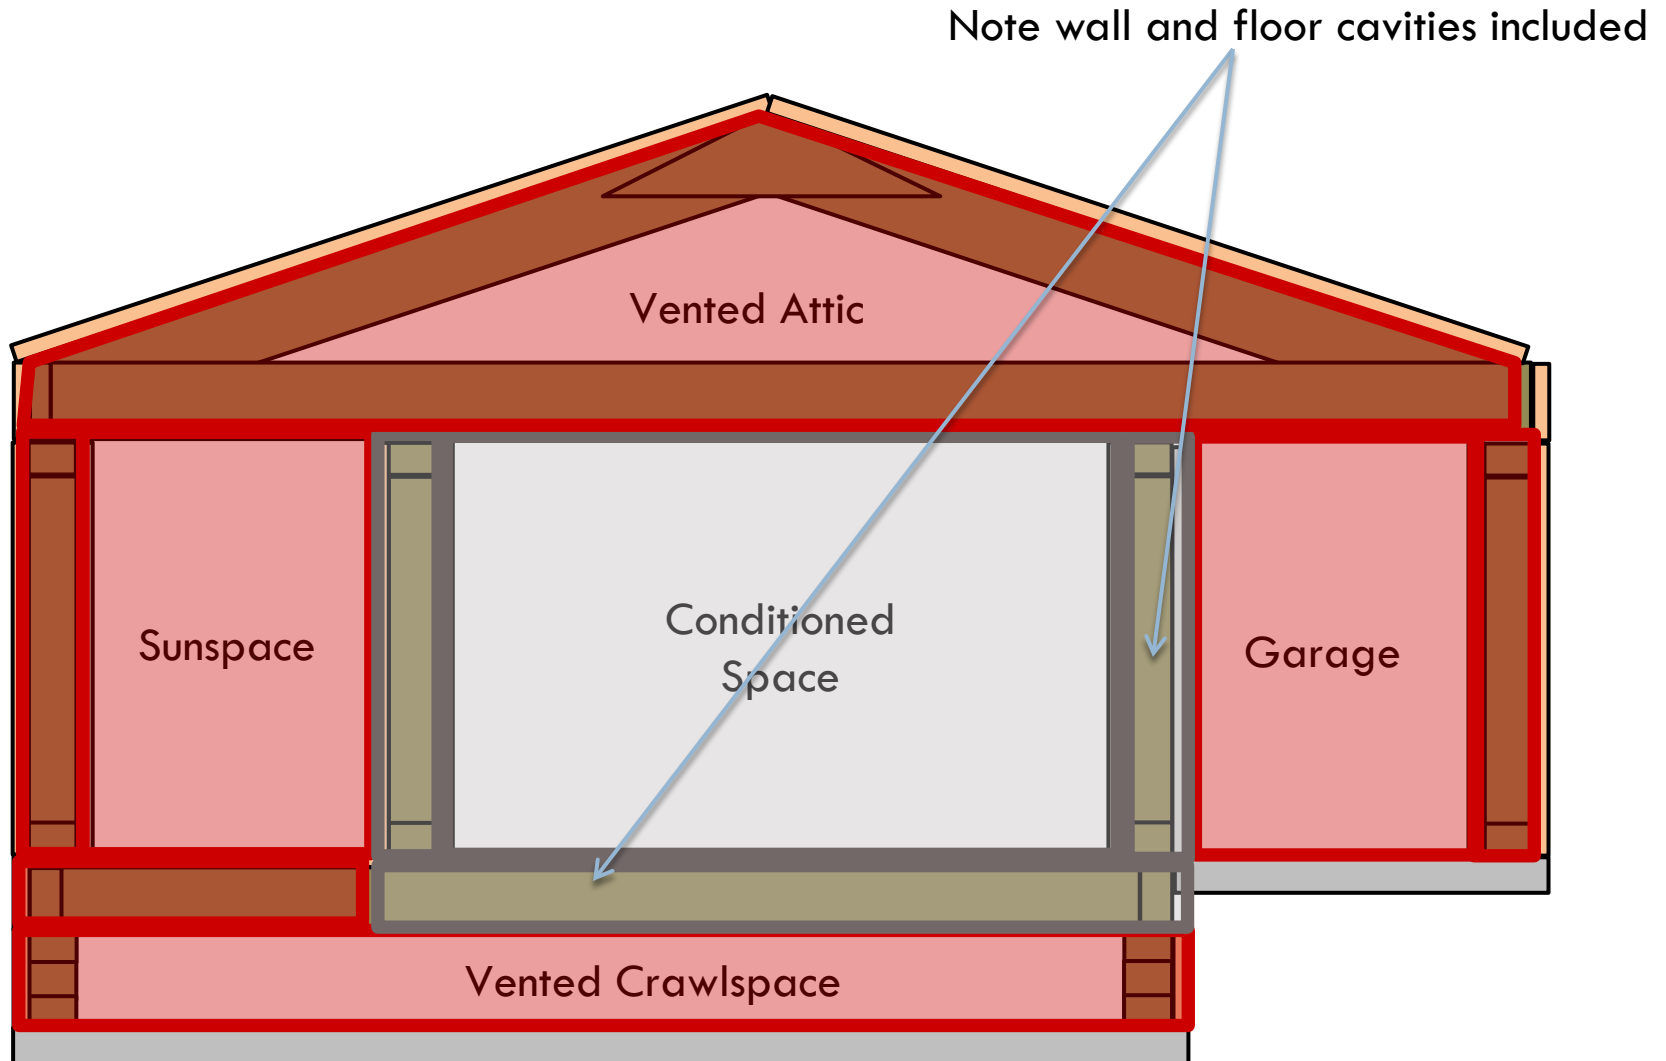 Note wall and floor cavities included
Vented Attic
Sunspace
Conditioned
Space
Garage
Vented Crawlspace